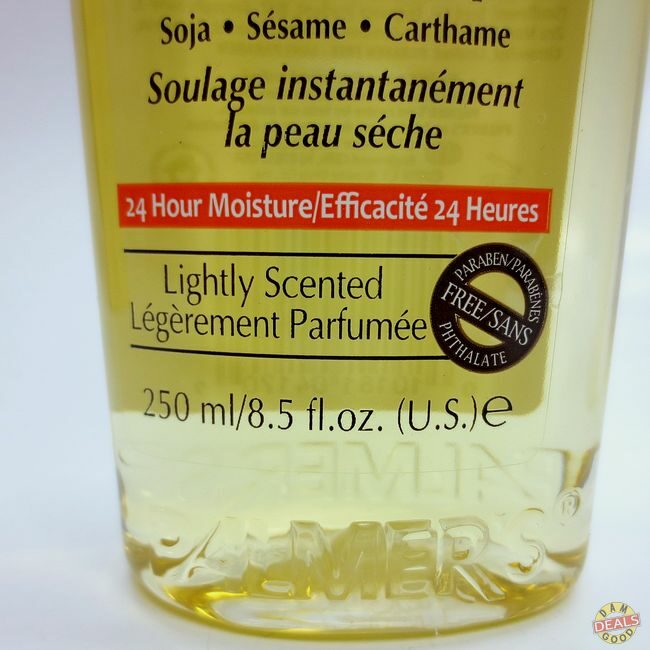 Soja • Sésame • Carthame
Soulage instantanément
la peau séche
24 Hour Moisture/Efficacité 24 Heures
Lightly Scented
Légèrement Parfumée
PARABEN/PARABÈNES
FREE/SANS
PHTHALATE
250 ml/8.5 fl.oz. (U.S.)e
PALMER'S®
DAM
DEALS
GOOD